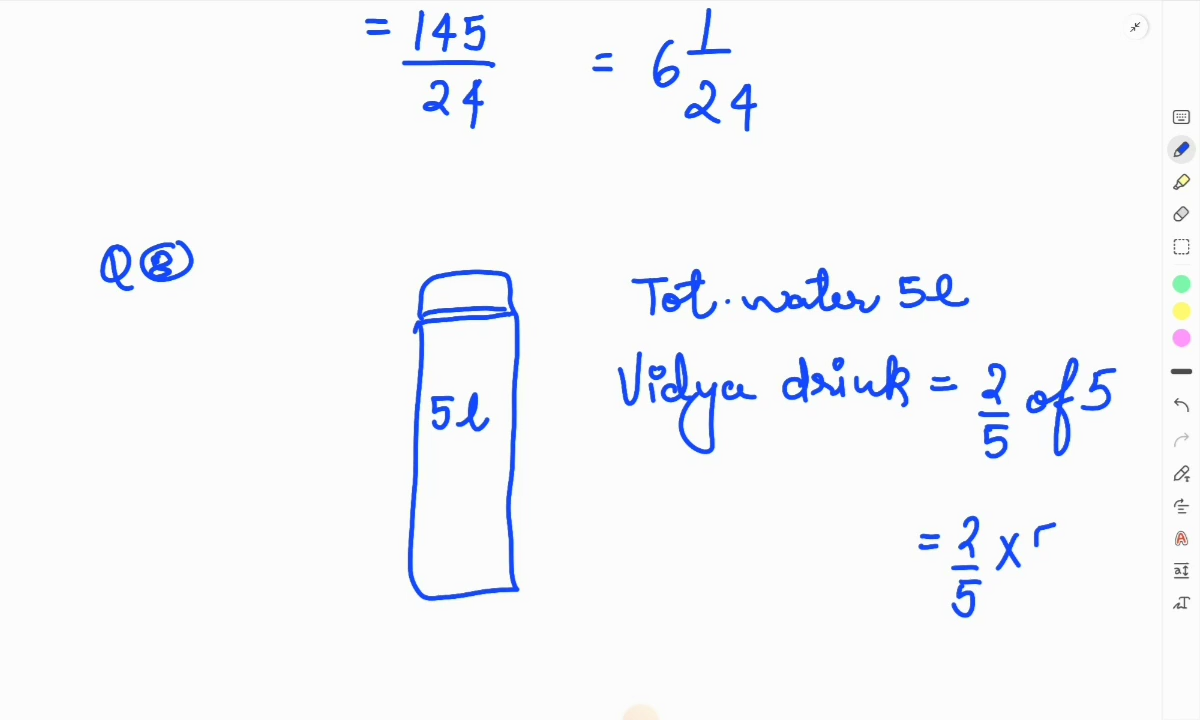 = 145/24 = 6 1/24
Q 8
5l
Tot. water 5l
Vidya drink = 2/5 of 5
= 2/5 ×